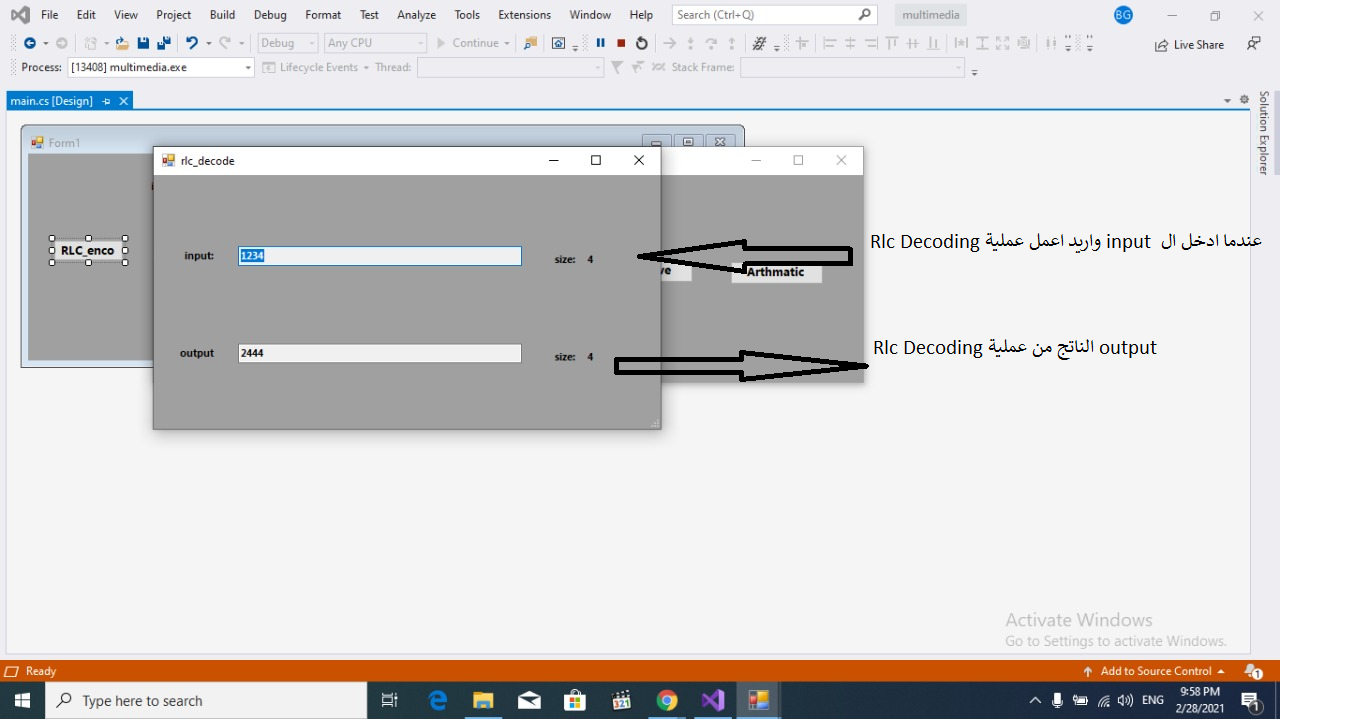 File Edit View Project Build Debug Format Test Analyze Tools Extensions Window Help Search (Ctrl+Q) multimedia BG
Debug Any CPU Continue Live Share
Process: [13408] multimedia.exe Lifecycle Events Thread: Stack Frame:
main.cs [Design]
Solution Explorer
Form1
rlc_decode
RLC_enco
input: 1234 size: 4
عندما ادخل ال input واريد اعمل عملية Rlc Decoding
ve Arthmatic
output 2444 size: 4
output الناتج من عملية Rlc Decoding
Activate Windows
Go to Settings to activate Windows.
Ready Add to Source Control 1
Type here to search 321 ENG 9:58 PM
2/28/2021 1